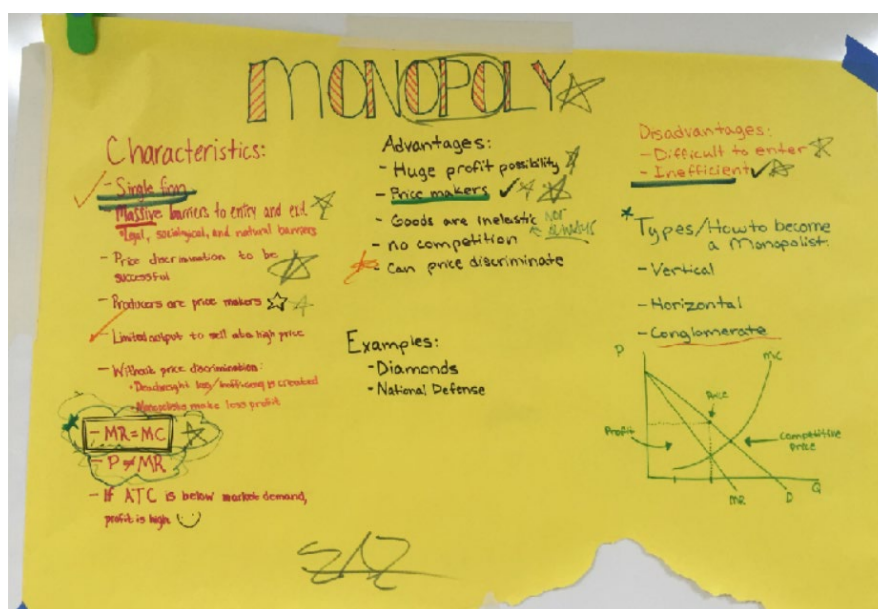 MONOPOLY
Characteristics:
- Single firm
- Massive barriers to entry and exit
*Legal, sociological, and natural barriers
- Price discrimination to be
successful
- Producers are price makers
- Limited output to sell at a high price
- Without price discrimination:
• Deadweight loss/inefficiency is created
• Monopolists make less profit
- MR=MC
- P≠MR
- If ATC is below market demand,
profit is high
Advantages:
- Huge profit possibility
- Price makers
- Goods are inelastic
- no competition
- Can price discriminate
Examples:
- Diamonds
- National Defense
Disadvantages:
- Difficult to enter
- Inefficient
* Types/How to become
a Monopolist:
- Vertical
- Horizontal
- Conglomerate
P
MC
Price
Profit
Competitive
Price
MR
D
Q